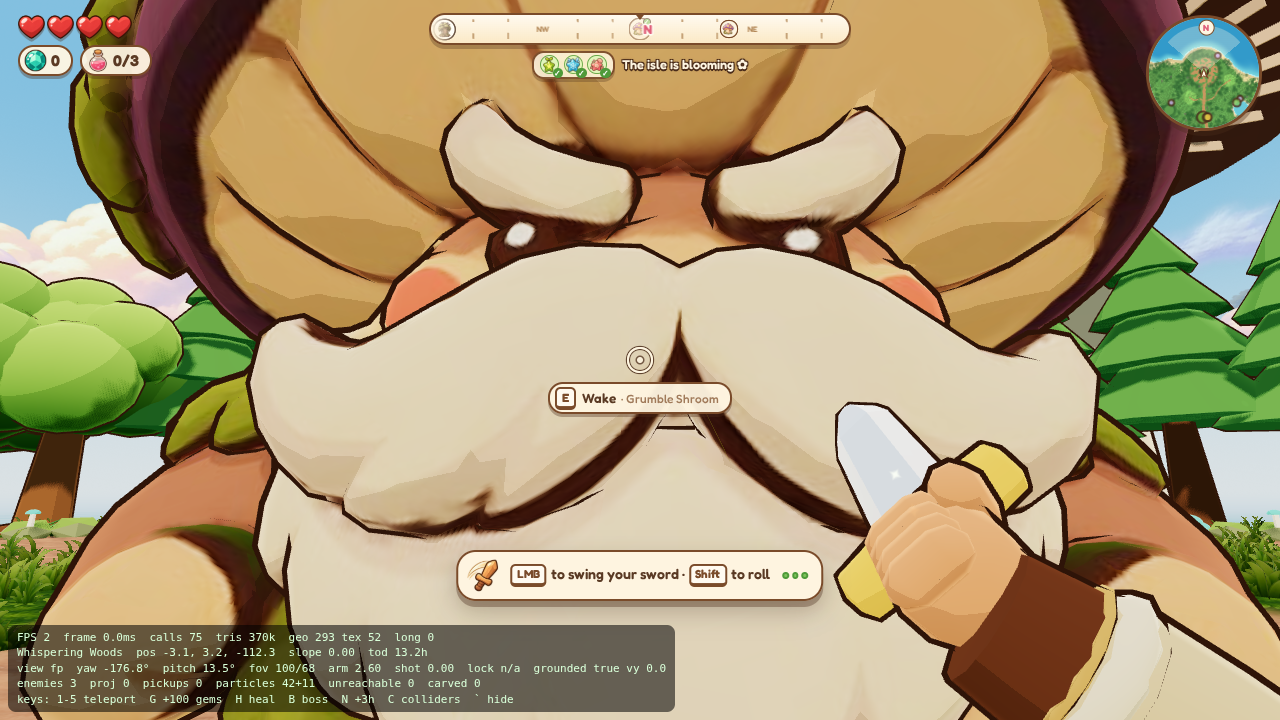 NW
N
NE
N
0
0/3
The isle is blooming ✿
E Wake · Grumble Shroom
LMB to swing your sword · Shift to roll
FPS 2 frame 0.0ms calls 75 tris 370k geo 293 tex 52 long 0
Whispering Woods pos -3.1, 3.2, -112.3 slope 0.00 tod 13.2h
view fp yaw -176.8° pitch 13.5° fov 100/68 arm 2.60 shot 0.00 lock n/a grounded true vy 0.0
enemies 3 proj 0 pickups 0 particles 42+11 unreachable 0 carved 0
keys: 1-5 teleport G +100 gems H heal B boss N +3h C colliders ` hide